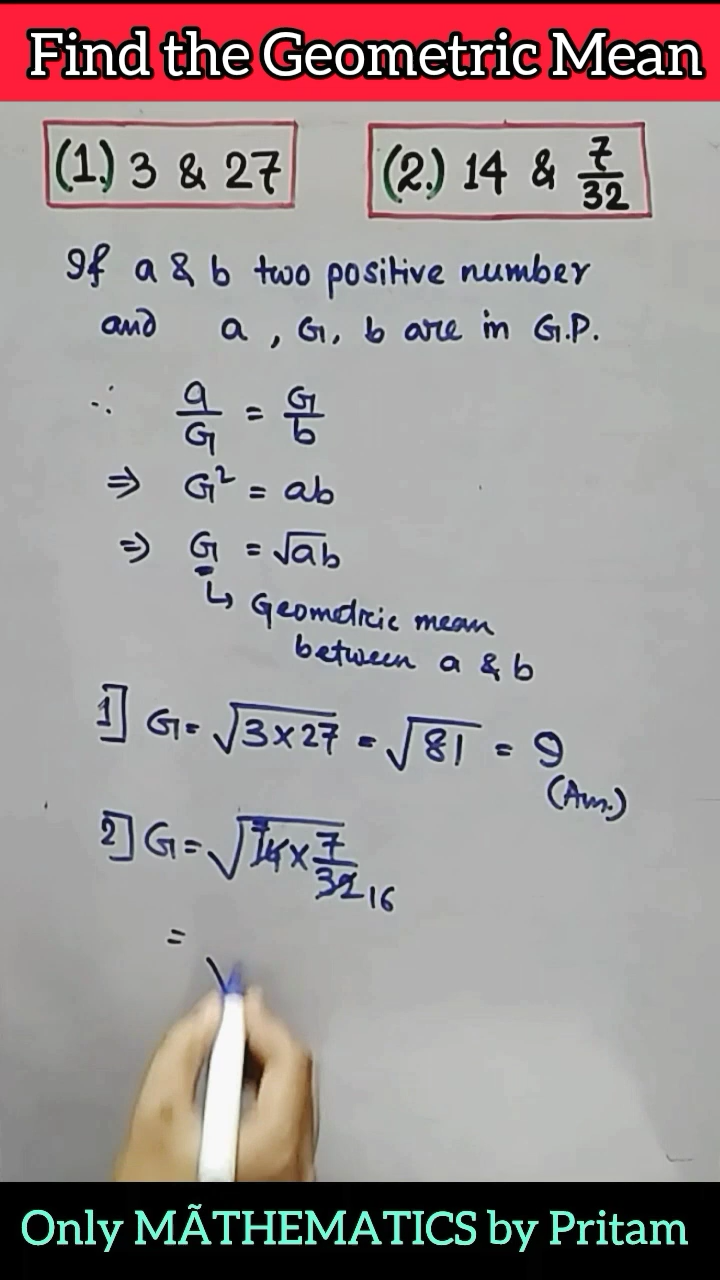 Find the Geometric Mean
(1.) 3 & 27 (2.) 14 & 7/32
If a & b two positive number
and a, G, b are in G.P.
∴ a/G = G/b
⇒ G² = ab
⇒ G = √ab
↳ Geometric mean
between a & b
1] G = √3×27 = √81 = 9
(Ans.)
2] G = √14 7 × 7/32 16
= √
Only MÃTHEMATICS by Pritam